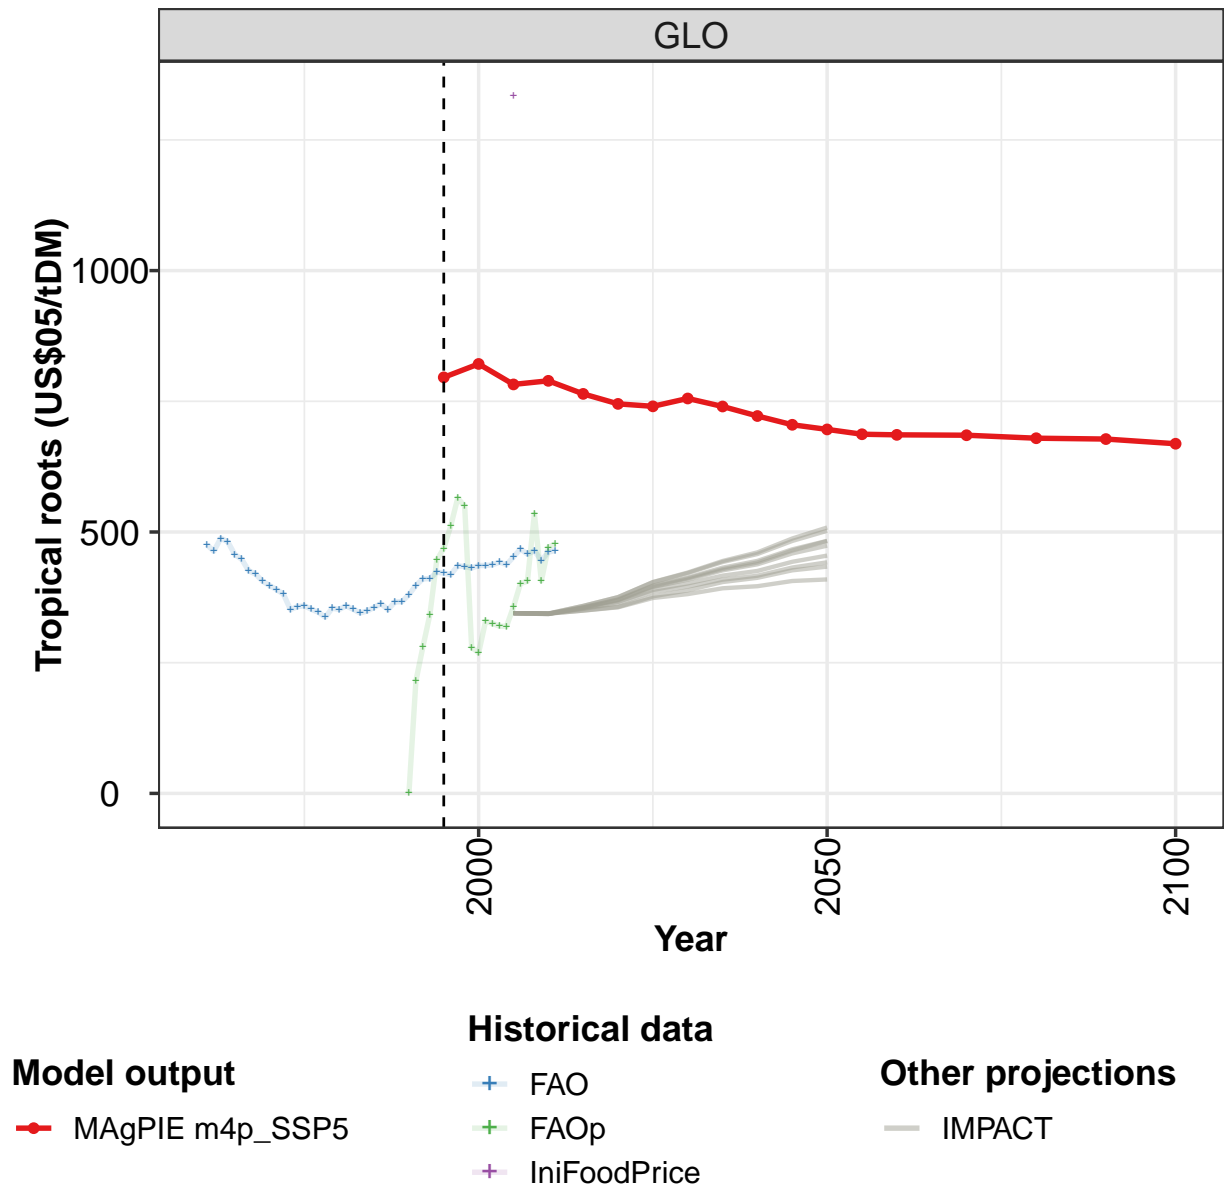 GLO
Tropical roots (US$05/tDM)
1000
500
0
2000
2050
2100
Year
Model output
MAgPIE m4p_SSP5
Historical data
FAO
FAOp
IniFoodPrice
Other projections
IMPACT